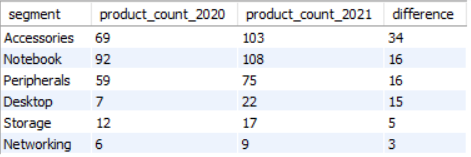 segment product_count_2020 product_count_2021 difference
Accessories 69 103 34
Notebook 92 108 16
Peripherals 59 75 16
Desktop 7 22 15
Storage 12 17 5
Networking 6 9 3